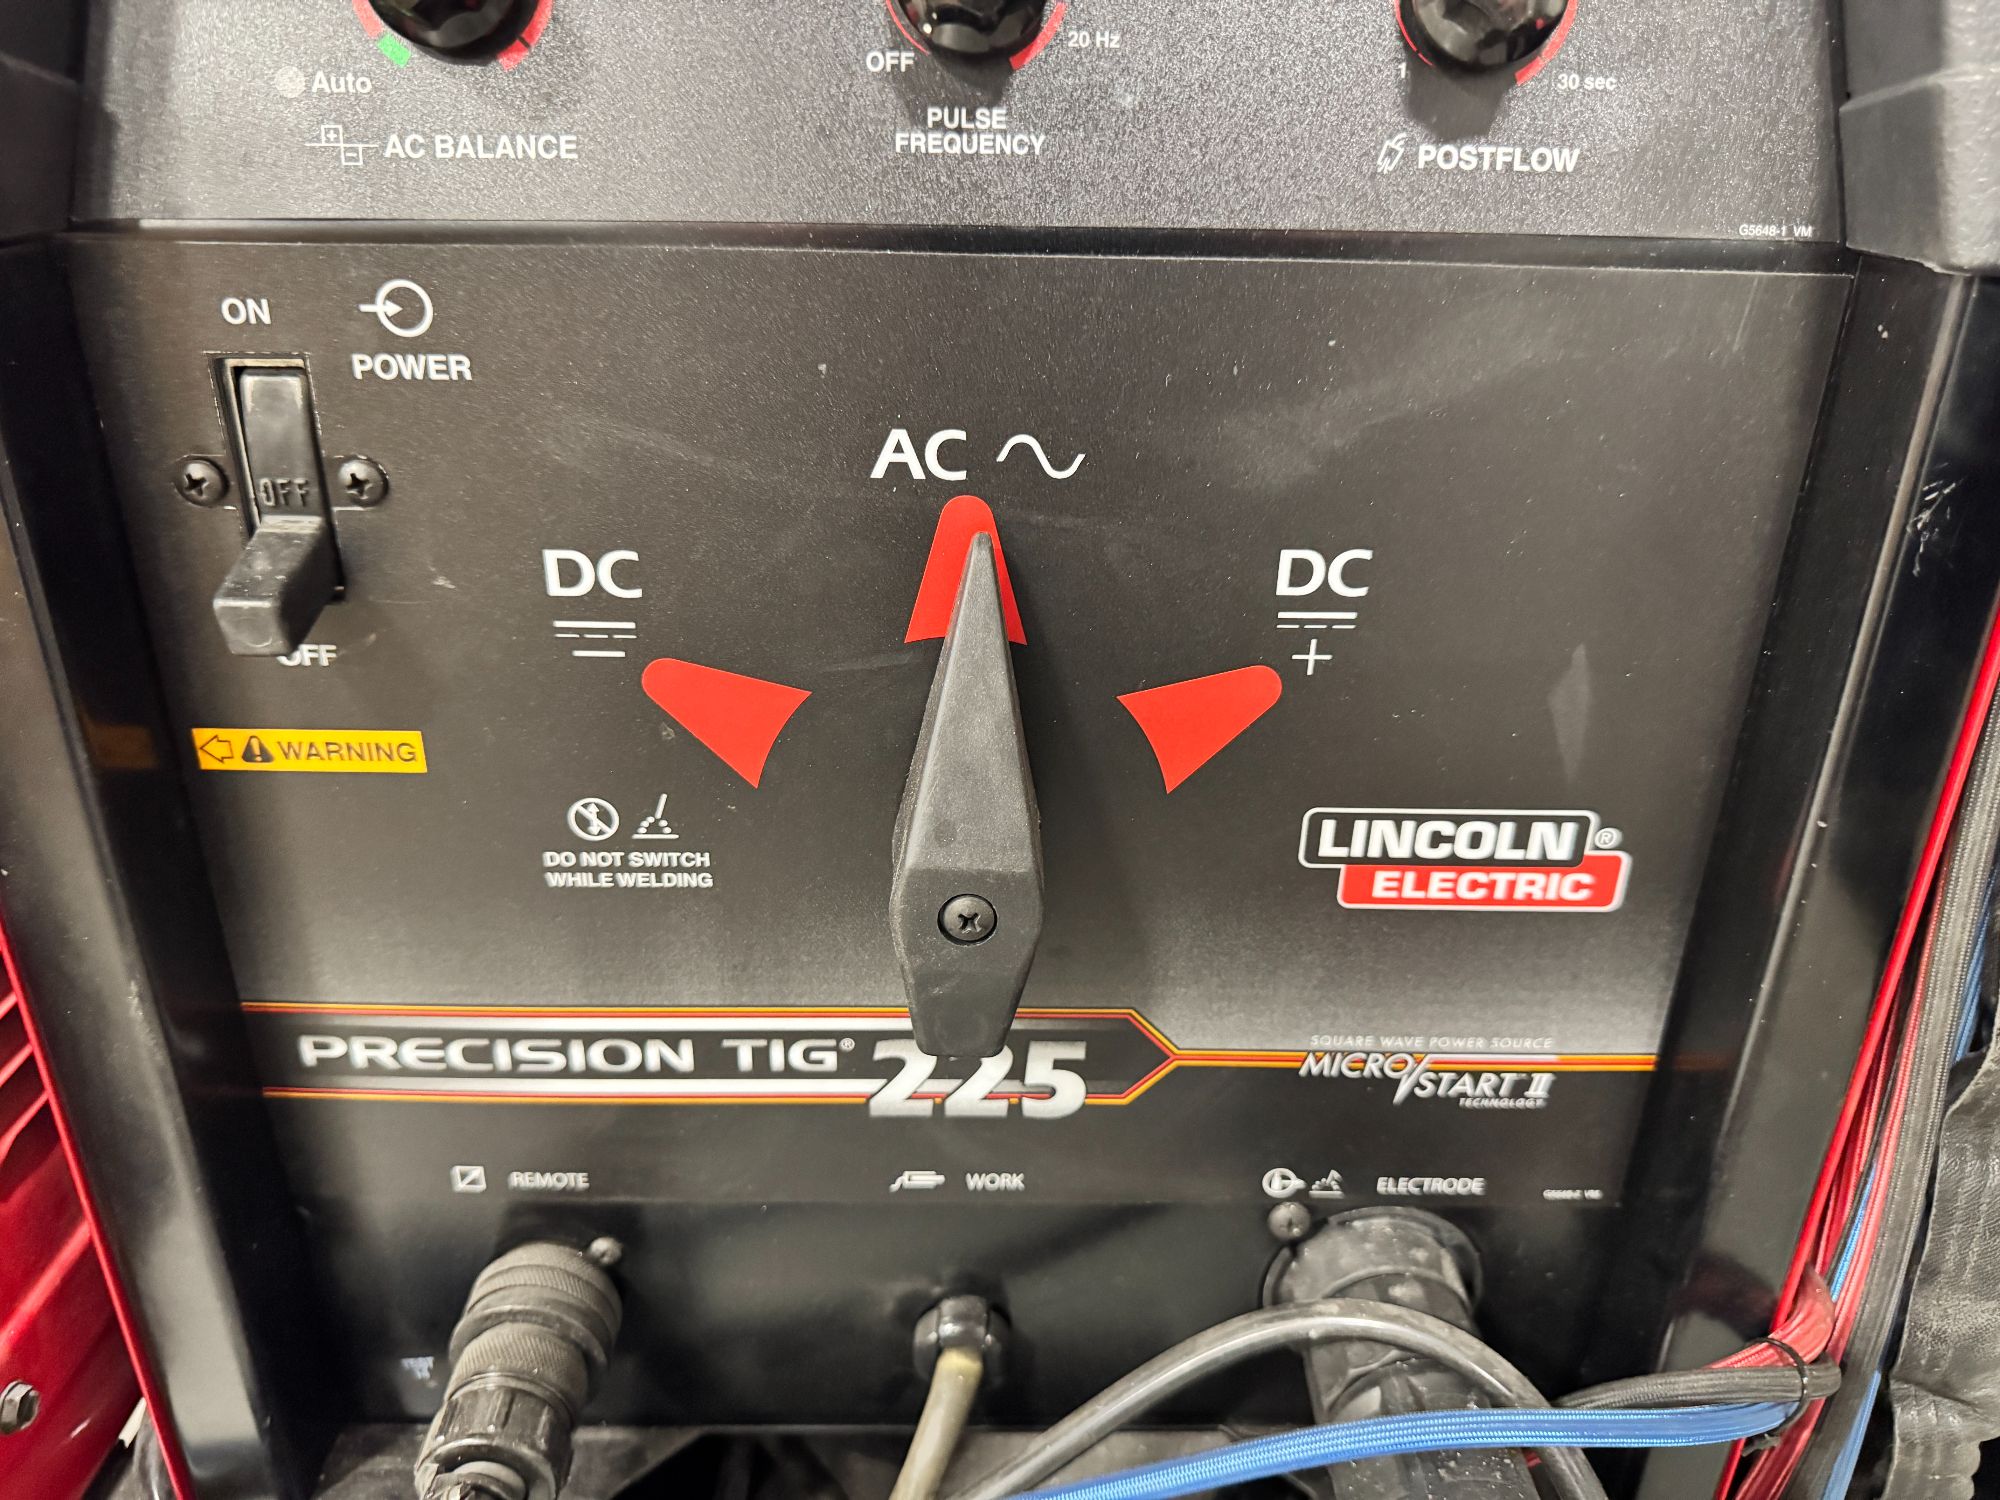 20 Hz
OFF
1
30 sec
Auto
AC BALANCE
PULSE
FREQUENCY
POSTFLOW
G5648-1 VM
ON
POWER
OFF
OFF
AC
DC
DC
WARNING
DO NOT SWITCH
WHILE WELDING
LINCOLN ®
ELECTRIC
PRECISION TIG® 225
SQUARE WAVE POWER SOURCE
MICRO START II
TECHNOLOGY
REMOTE
WORK
ELECTRODE